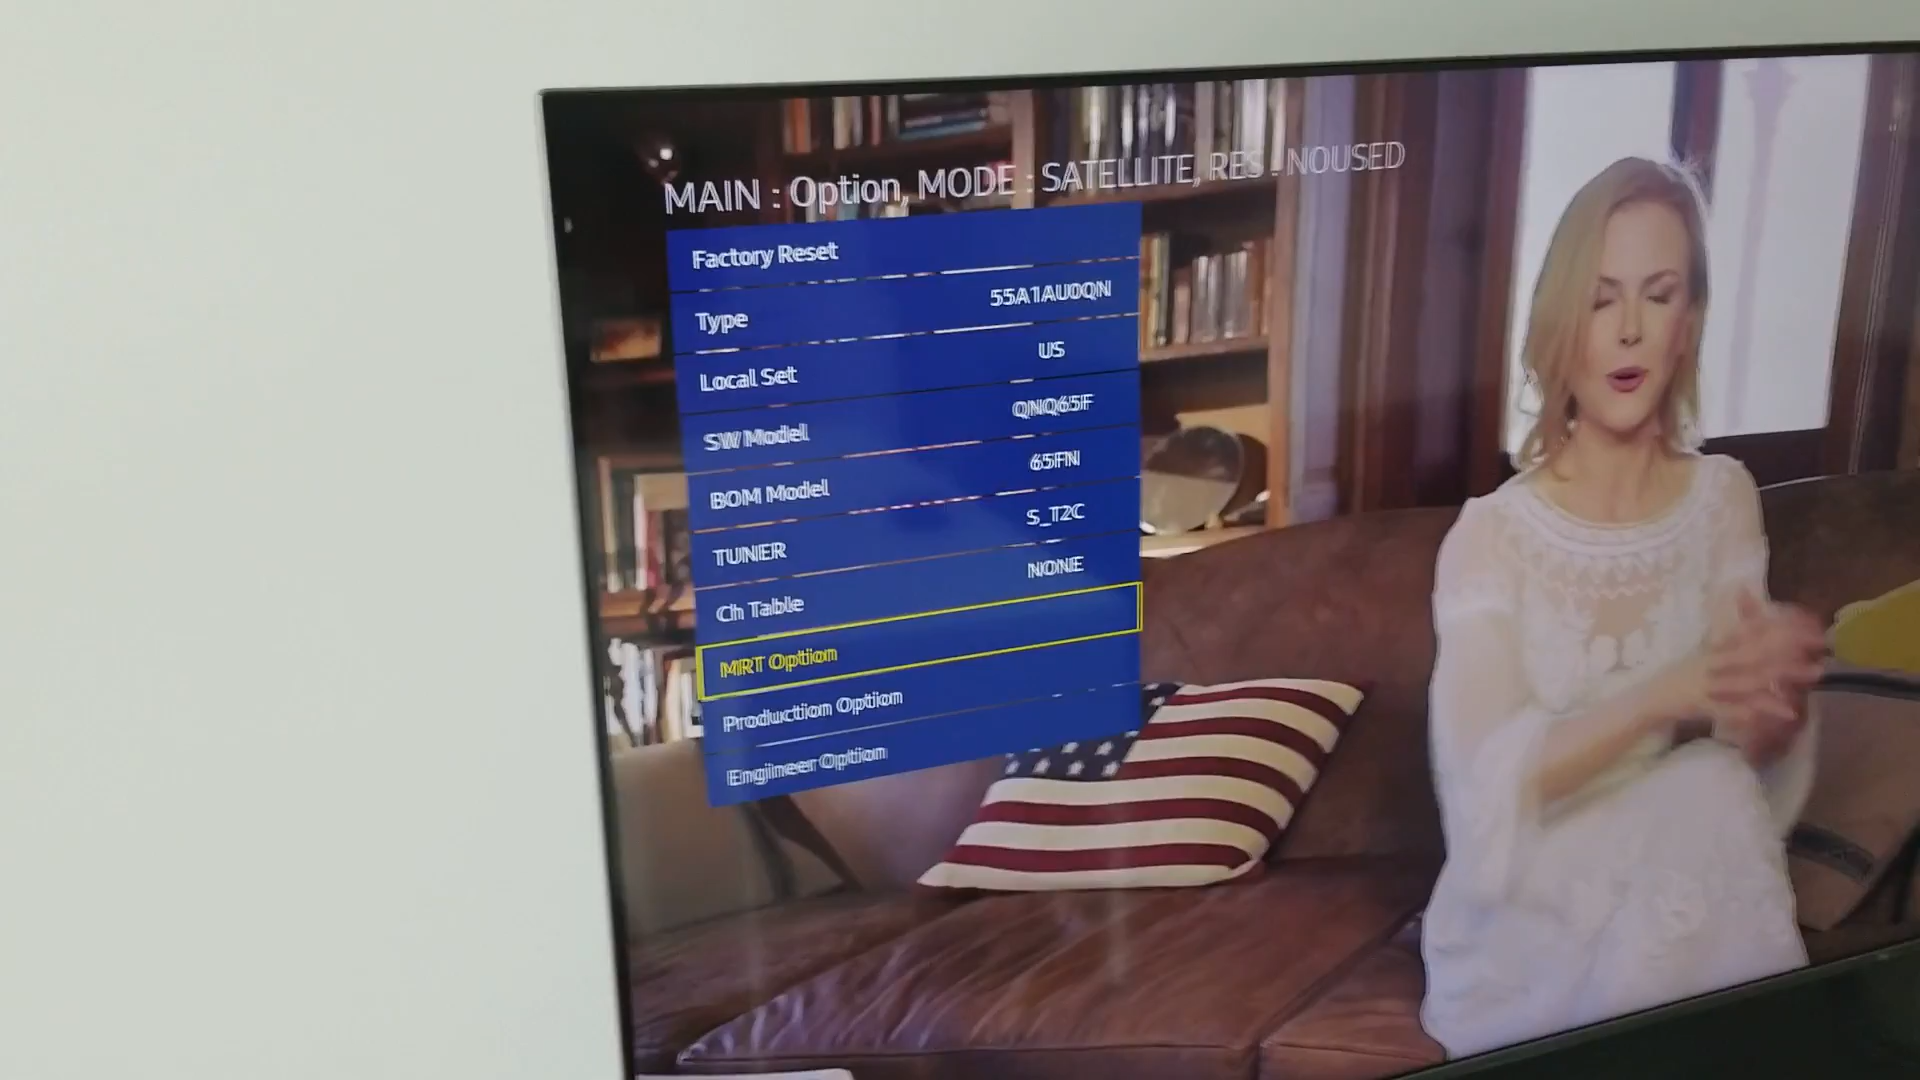 MAIN : Option, MODE : SATELLITE, RES : NOUSED
Factory Reset
Type 55A1AU0QN
Local Set US
SW Model QNQ65F
BOM Model 65FN
TUNER S_T2C
Ch Table NONE
MRT Option
Production Option
Engineer Option